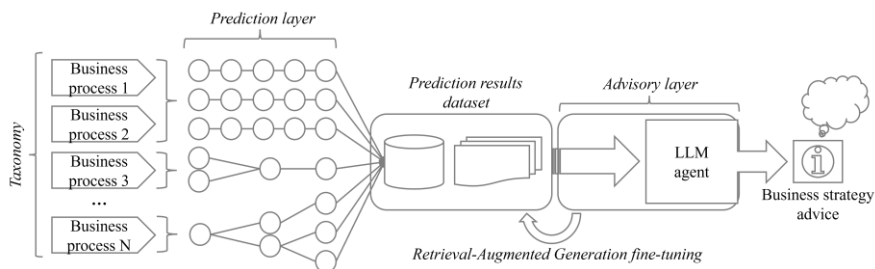 Prediction layer
Taxonomy
Business
process 1
Business
process 2
Business
process 3
...
Business
process N
Prediction results
dataset
Advisory layer
LLM
agent
i
Business strategy
advice
Retrieval-Augmented Generation fine-tuning